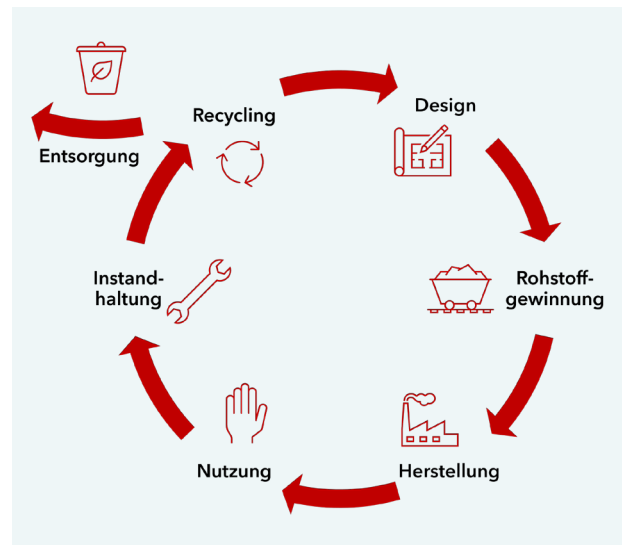 Recycling
Design
Entsorgung
Instand-
haltung
Rohstoff-
gewinnung
Nutzung
Herstellung